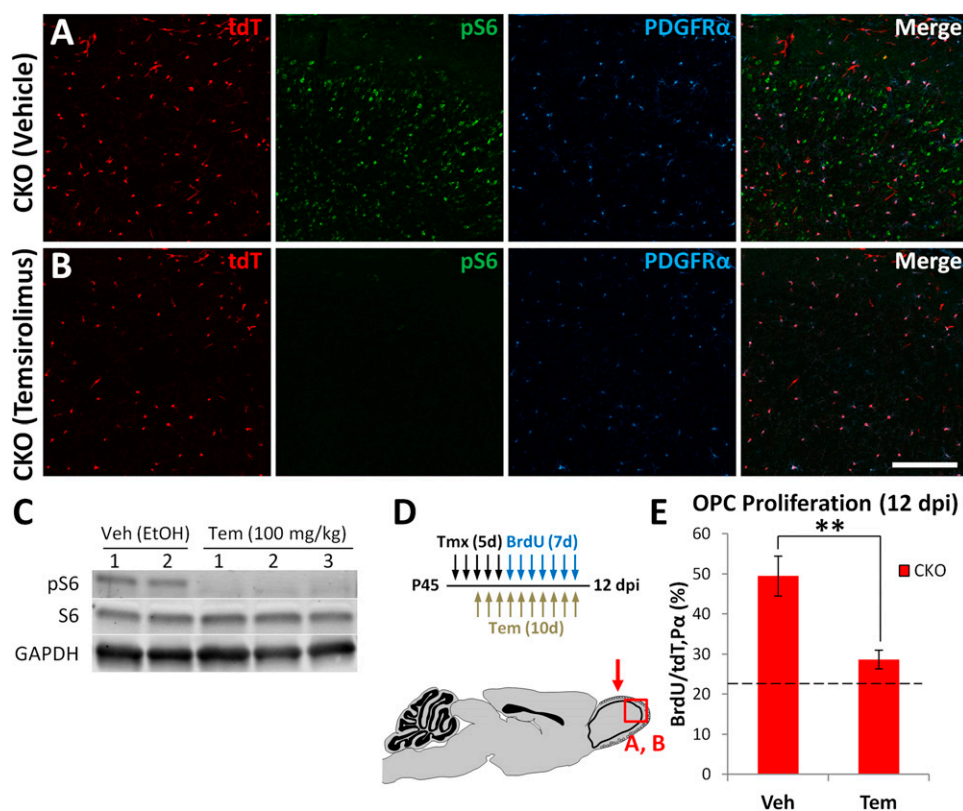 A tdT pS6 PDGFRα Merge
CKO (Vehicle)
B tdT pS6 PDGFRα Merge
CKO (Temsirolimus)
C
Veh (EtOH) Tem (100 mg/kg)
1 2 1 2 3
pS6
S6
GAPDH
D
Tmx (5d) BrdU (7d)
P45 12 dpi
Tem (10d)
A, B
E OPC Proliferation (12 dpi)
**
CKO
BrdU/tdT,Pα (%)
60
50
40
30
20
10
0
Veh Tem